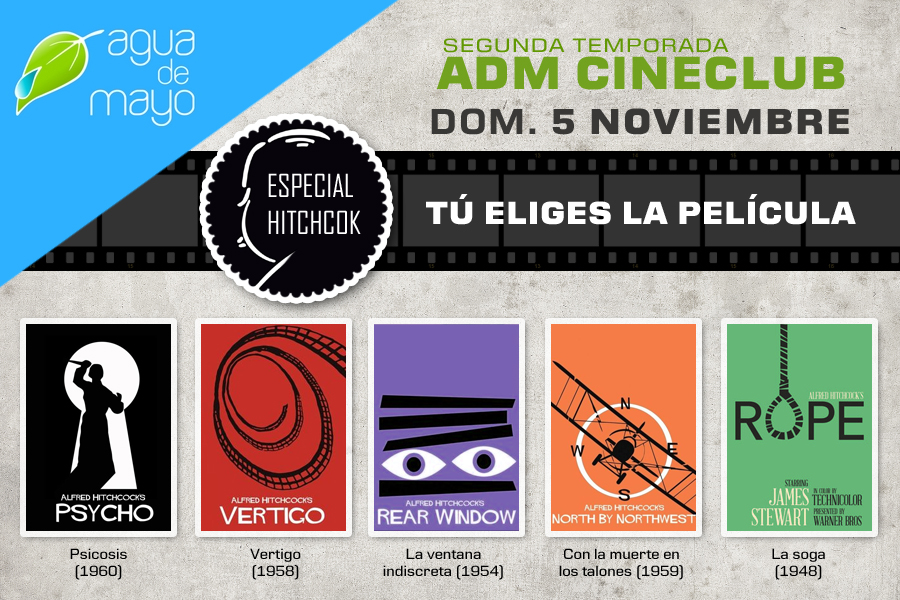 agua
de
mayo
SEGUNDA TEMPORADA
ADM CINECLUB
DOM. 5 NOVIEMBRE
ESPECIAL
HITCHCOK
TÚ ELIGES LA PELÍCULA
ALFRED HITCHCOCK'S
PSYCHO
Psicosis
(1960)
ALFRED HITCHCOCK'S
VERTIGO
Vertigo
(1958)
ALFRED HITCHCOCK'S
REAR WINDOW
La ventana
indiscreta (1954)
N
W E
S
ALFRED HITCHCOCK'S
NORTH BY NORTHWEST
Con la muerte en
los talones (1959)
ALFRED HITCHCOCK'S
ROPE
STARRING
JAMES
STEWART
IN COLOR BY
TECHNICOLOR
PRESENTED BY
WARNER BROS
La soga
(1948)